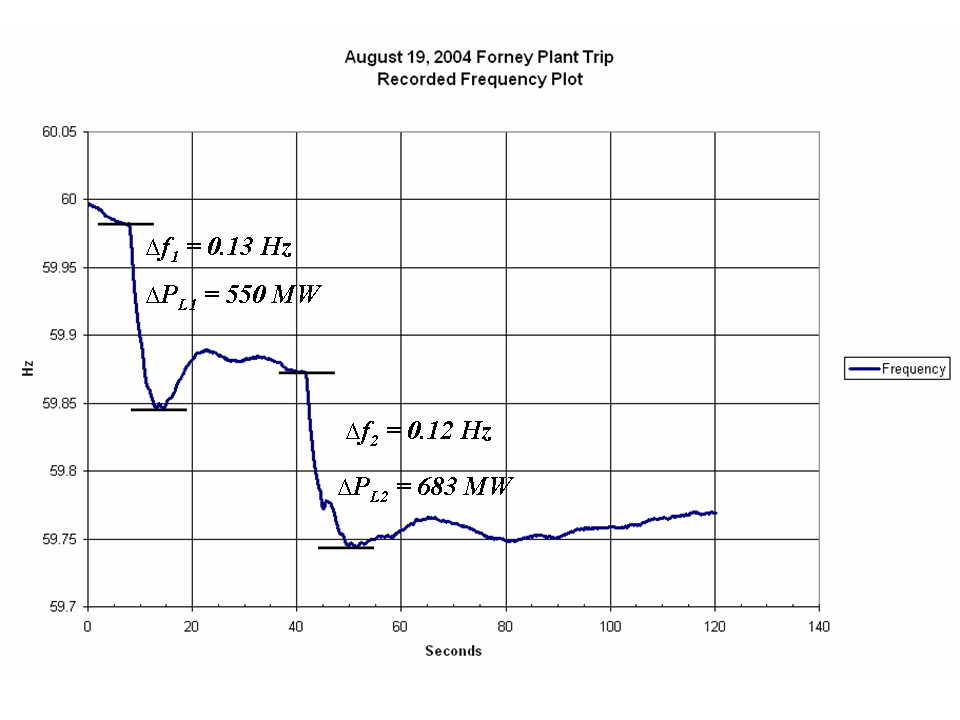 August 19, 2004 Forney Plant Trip
Recorded Frequency Plot
60.05
60
59.95
59.9
59.85
59.8
59.75
59.7
Hz
Δf1 = 0.13 Hz
ΔPL1 = 550 MW
Δf2 = 0.12 Hz
ΔPL2 = 683 MW
Frequency
0 20 40 60 80 100 120 140
Seconds